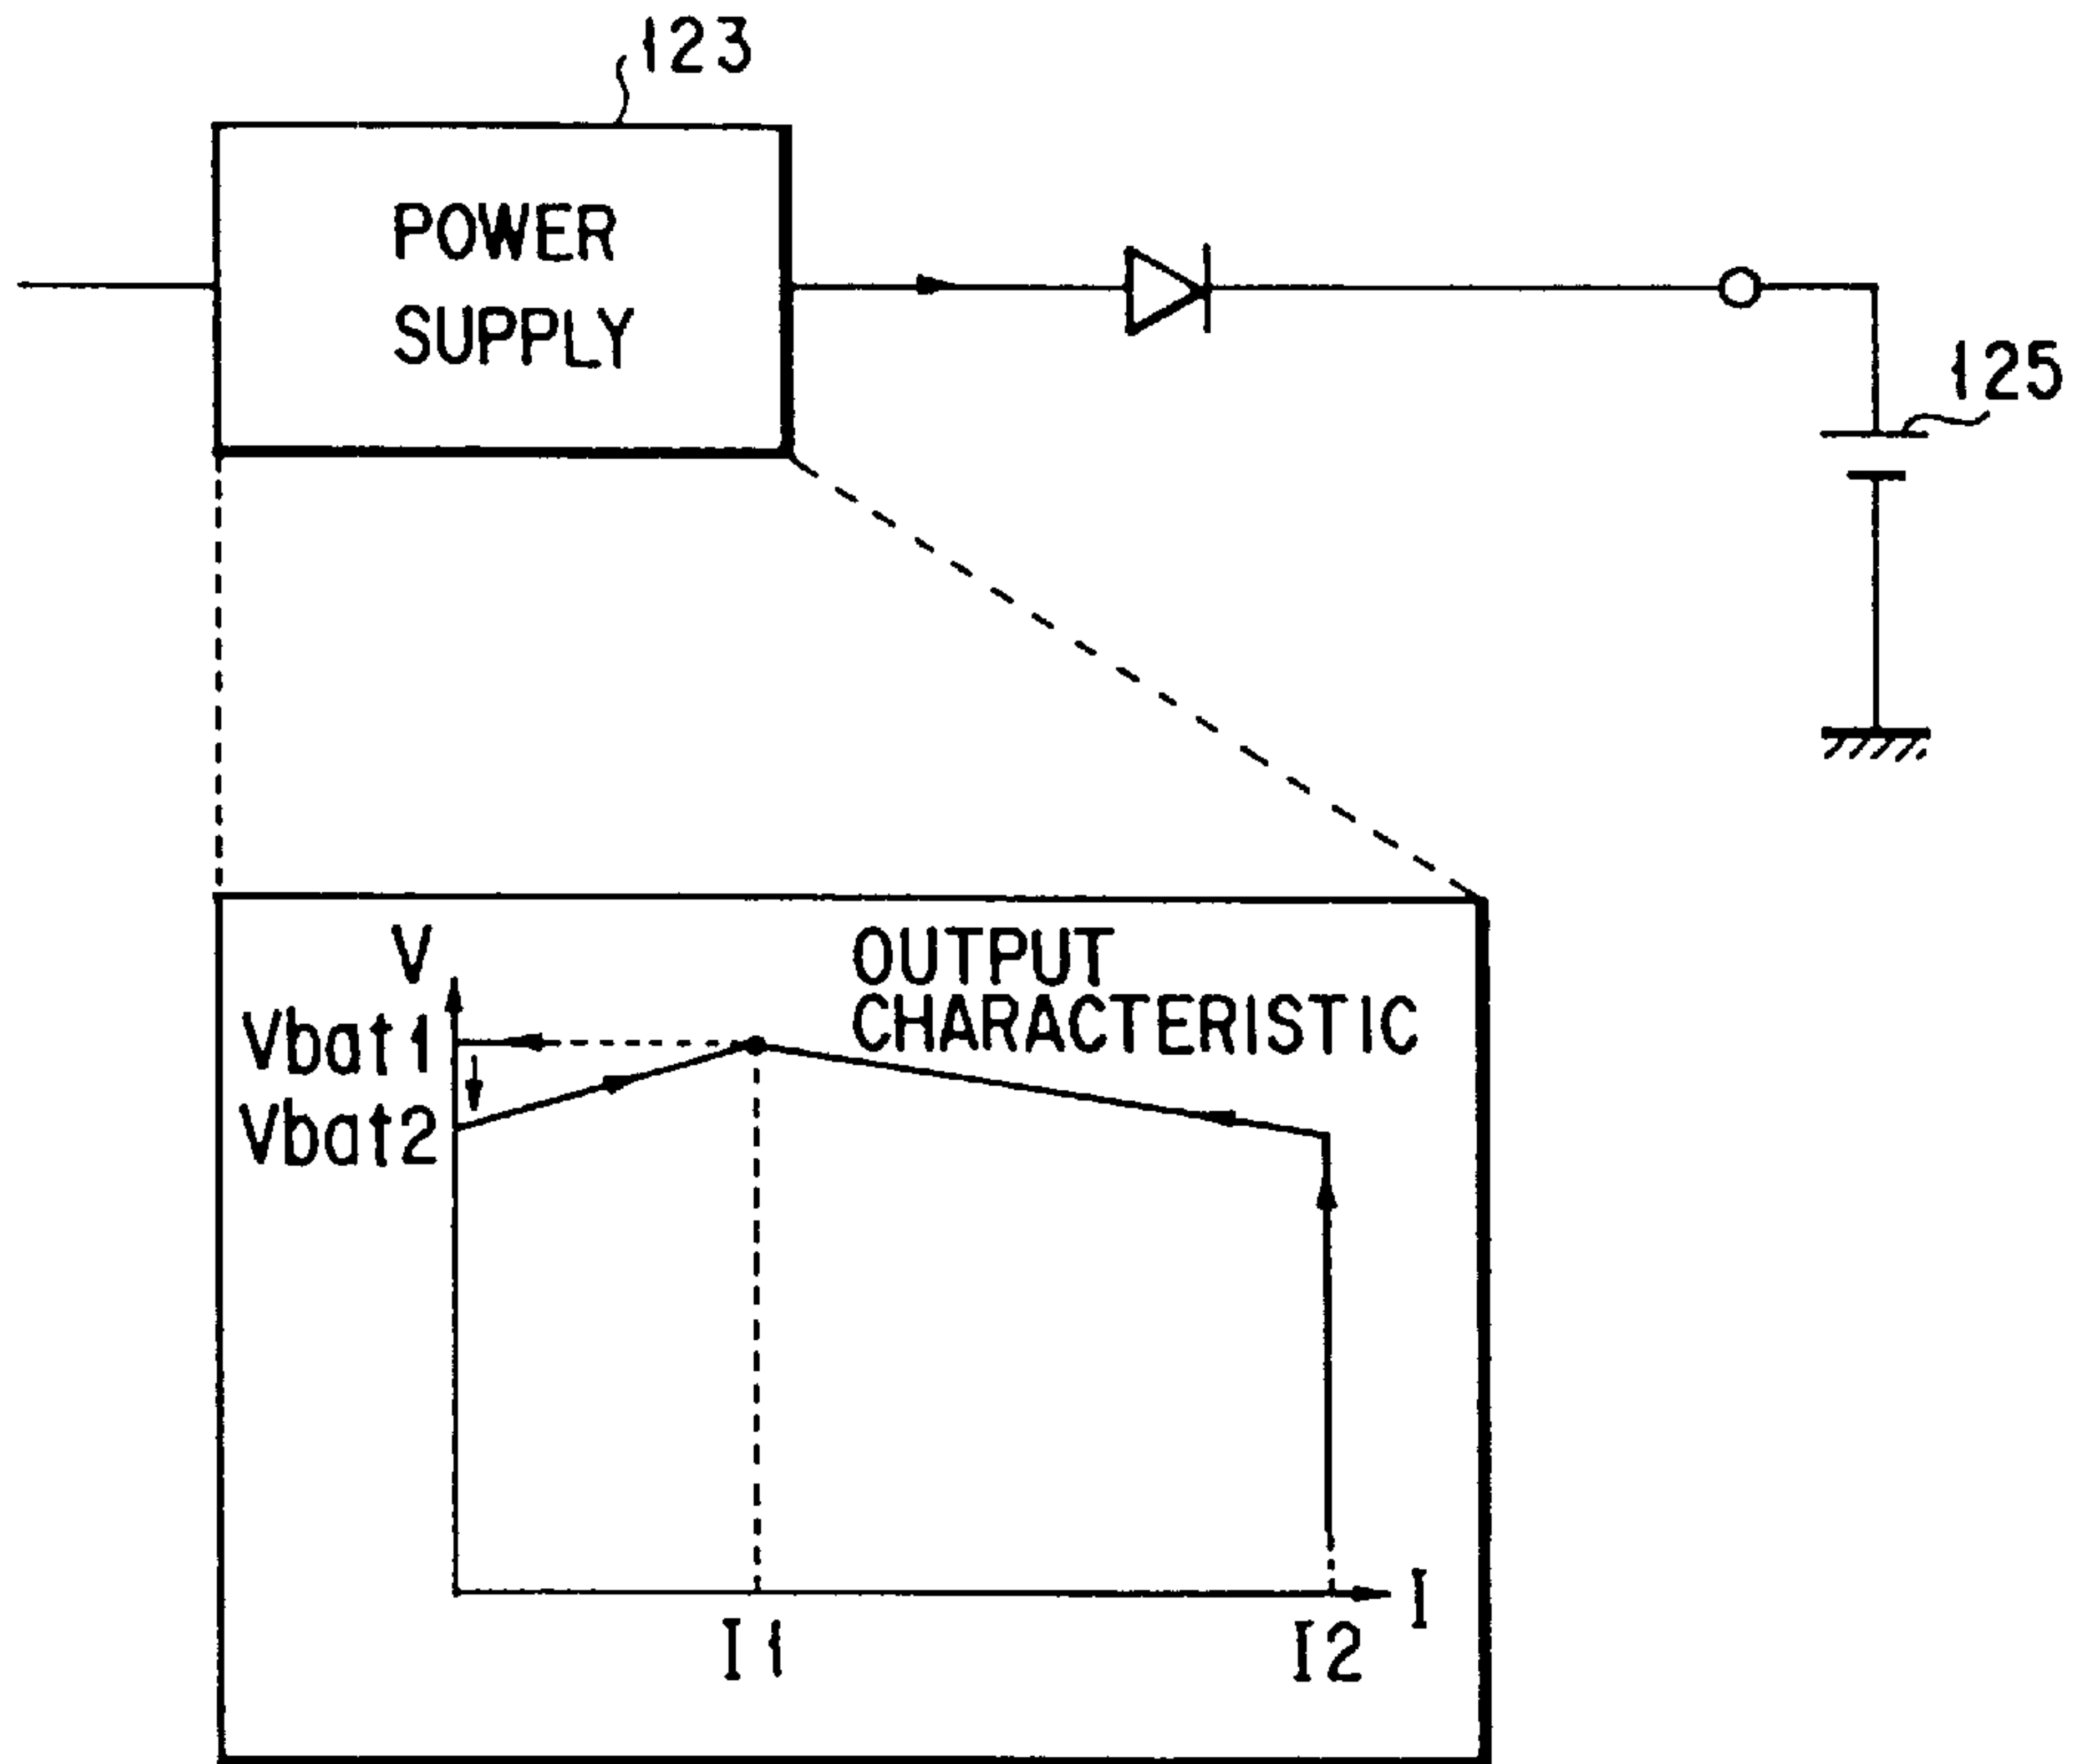 123
POWER
SUPPLY
125
V
OUTPUT
CHARACTERISTIC
Vbat1
Vbat2
I
I1
I2